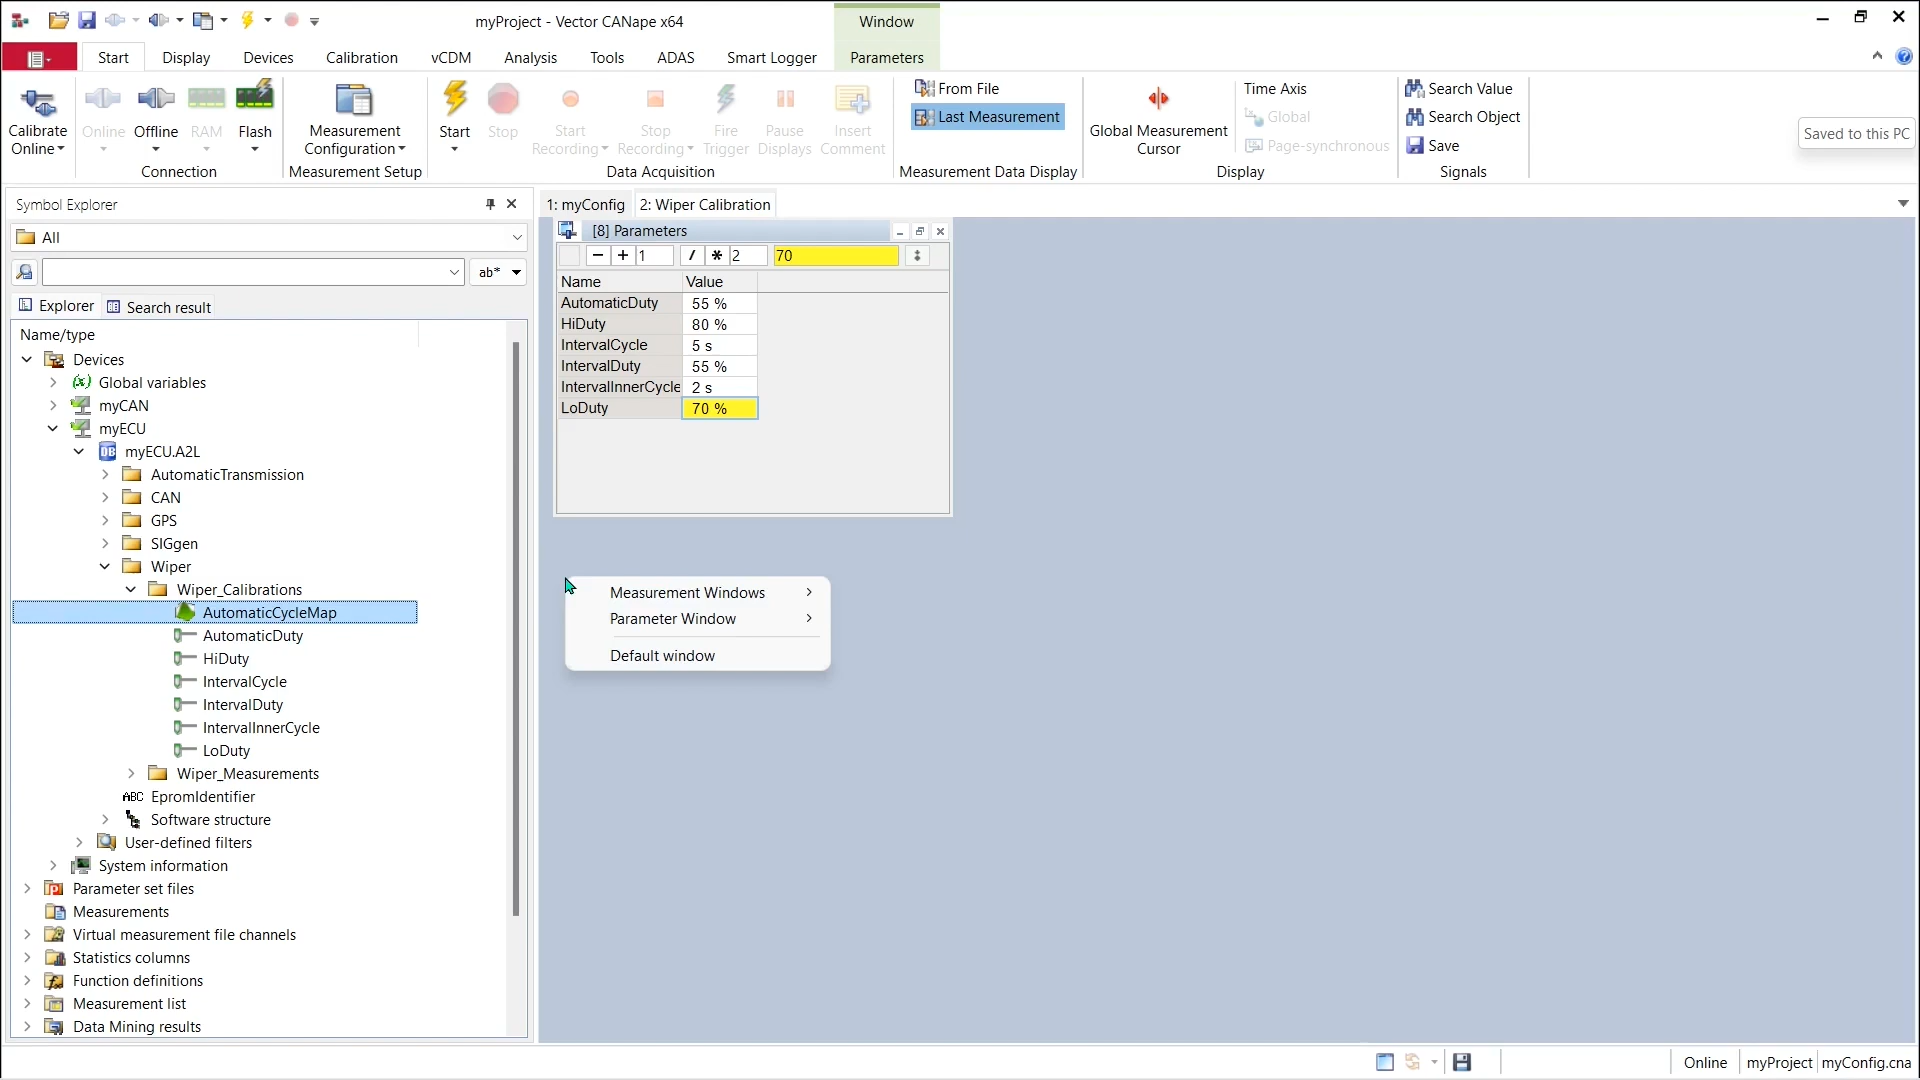 myProject - Vector CANape x64
Window
Start
Display
Devices
Calibration
vCDM
Analysis
Tools
ADAS
Smart Logger
Parameters
Calibrate
Online
Online
Offline
RAM
Flash
Connection
Measurement
Configuration
Measurement Setup
Start
Stop
Start
Recording
Stop
Recording
Fire
Trigger
Pause
Displays
Insert
Comment
Data Acquisition
From File
Last Measurement
Measurement Data Display
Global Measurement
Cursor
Time Axis
Global
Page-synchronous
Display
Search Value
Search Object
Save
Signals
Saved to this PC
Symbol Explorer
All
ab*
Explorer
Search result
Name/type
Devices
Global variables
myCAN
myECU
DB myECU.A2L
AutomaticTransmission
CAN
GPS
SIGgen
Wiper
Wiper_Calibrations
AutomaticCycleMap
AutomaticDuty
HiDuty
IntervalCycle
IntervalDuty
IntervalInnerCycle
LoDuty
Wiper_Measurements
ABC EpromIdentifier
Software structure
User-defined filters
System information
Parameter set files
Measurements
Virtual measurement file channels
Statistics columns
Function definitions
Measurement list
Data Mining results
1: myConfig
2: Wiper Calibration
[8] Parameters
− + 1 / * 2 70
Name Value
AutomaticDuty 55 %
HiDuty 80 %
IntervalCycle 5 s
IntervalDuty 55 %
IntervalInnerCycle 2 s
LoDuty 70 %
Measurement Windows
Parameter Window
Default window
Online
myProject
myConfig.cna